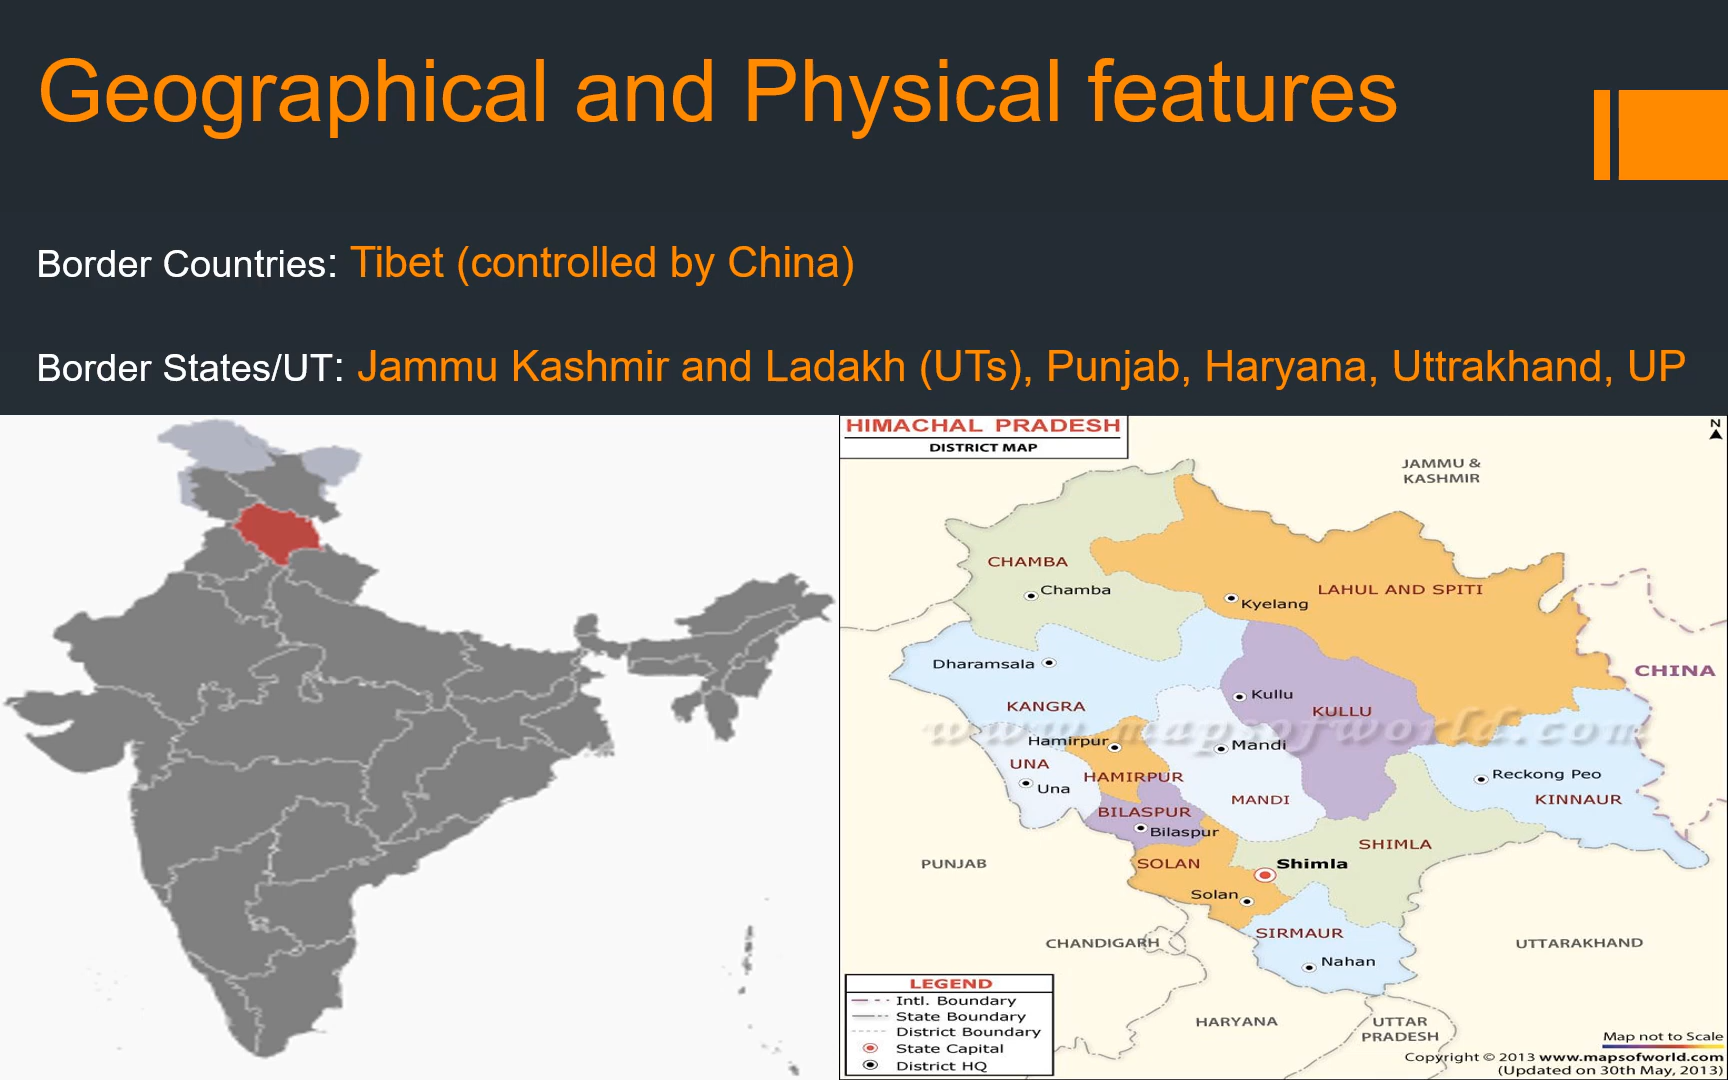 Geographical and Physical features
Border Countries: Tibet (controlled by China)
Border States/UT: Jammu Kashmir and Ladakh (UTs), Punjab, Haryana, Uttrakhand, UP
HIMACHAL PRADESH
DISTRICT MAP
N
JAMMU &
KASHMIR
CHAMBA
Chamba
LAHUL AND SPITI
Kyelang
Dharamsala
CHINA
Kullu
KANGRA
KULLU
www.mapsofworld.com
Hamirpur
Mandi
UNA
HAMIRPUR
Reckong Peo
Una
MANDI
KINNAUR
BILASPUR
Bilaspur
SHIMLA
PUNJAB
SOLAN
Shimla
Solan
SIRMAUR
CHANDIGARH
UTTARAKHAND
Nahan
LEGEND
Intl. Boundary
State Boundary
District Boundary
State Capital
District HQ
HARYANA
UTTAR
PRADESH
Map not to Scale
Copyright © 2013 www.mapsofworld.com
(Updated on 30th May, 2013)